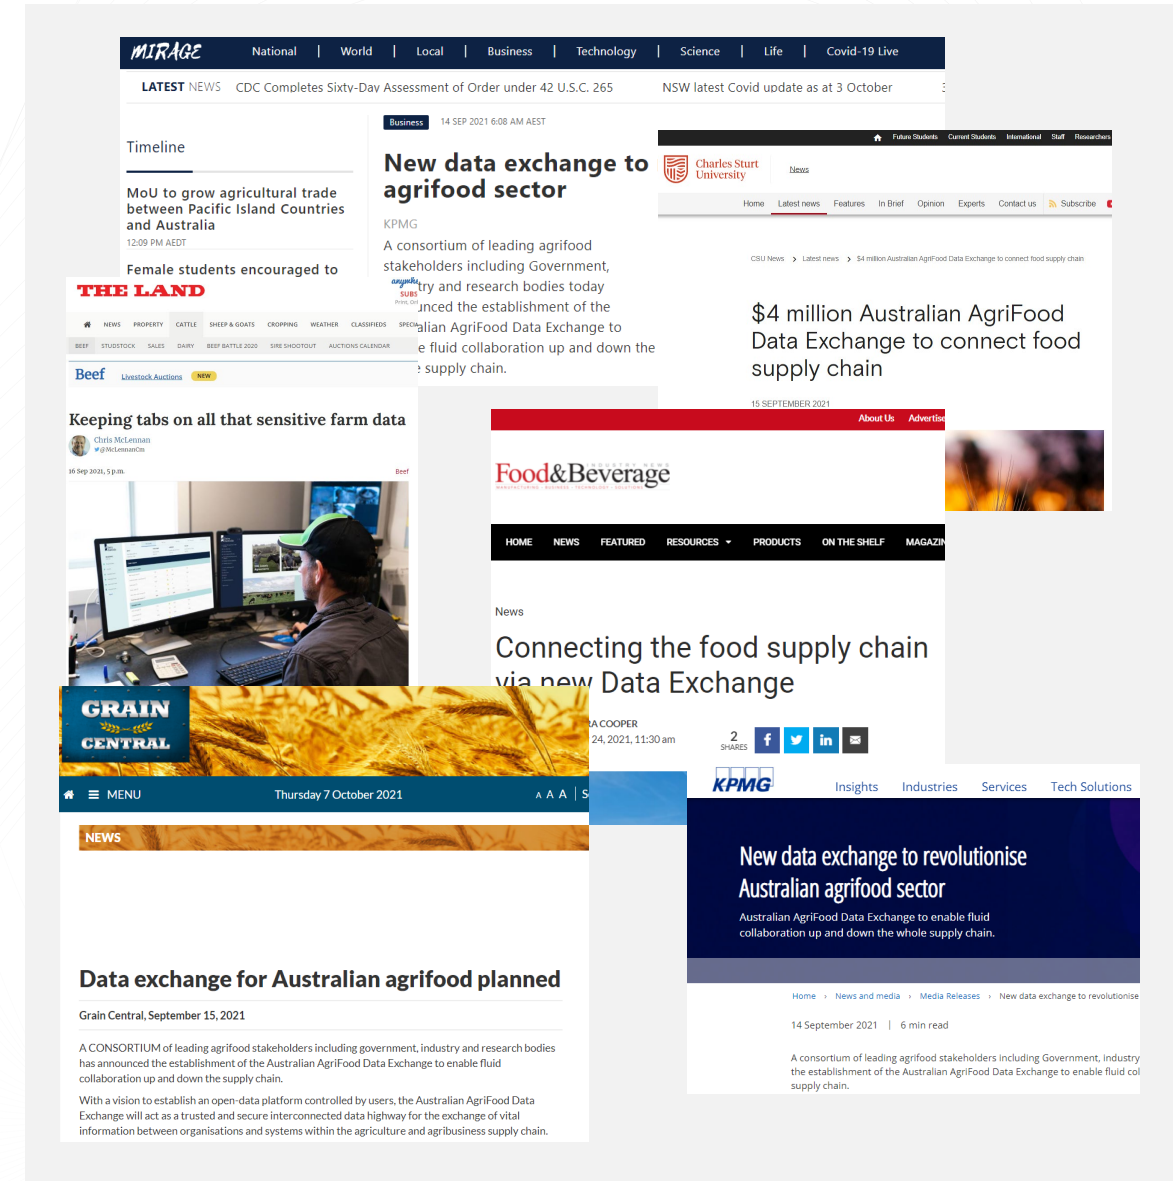 MIRAGE
National | World | Local | Business | Technology | Science | Life | Covid-19 Live
LATEST NEWS CDC Completes Sixty-Day Assessment of Order under 42 U.S.C. 265 NSW latest Covid update as at 3 October
Timeline
MoU to grow agricultural trade
between Pacific Island Countries
and Australia
12:09 PM AEDT
Female students encouraged to
Business 14 SEP 2021 6:08 AM AEST
New data exchange to
agrifood sector
KPMG
A consortium of leading agrifood
stakeholders including Government,
try and research bodies today
unced the establishment of the
alian AgriFood Data Exchange to
e fluid collaboration up and down the
supply chain.
Future Students Current Students International Staff Researchers
Charles Sturt
University
News
Home Latest news Features In Brief Opinion Experts Contact us Subscribe
CSU News > Latest news > $4 million Australian AgriFood Data Exchange to connect food supply chain
$4 million Australian AgriFood
Data Exchange to connect food
supply chain
15 SEPTEMBER 2021
THE LAND
anywhe
SUBS
Print, Onl
NEWS PROPERTY CATTLE SHEEP & GOATS CROPPING WEATHER CLASSIFIEDS SPECIA
BEEF STUDSTOCK SALES DAIRY BEEF BATTLE 2020 SIRE SHOOTOUT AUCTIONS CALENDAR
Beef Livestock Auctions NEW
Keeping tabs on all that sensitive farm data
Chris McLennan
@McLennanCm
16 Sep 2021, 5 p.m.
Beef
About Us Advertise
INDUSTRY NEWS
Food&Beverage
MANUFACTURING · BUSINESS · TECHNOLOGY · SOLUTIONS
HOME NEWS FEATURED RESOURCES PRODUCTS ON THE SHELF MAGAZIN
News
Connecting the food supply chain
via new Data Exchange
RA COOPER
24, 2021, 11:30 am
2
SHARES
GRAIN
CENTRAL
MENU Thursday 7 October 2021 A A A | S
NEWS
Data exchange for Australian agrifood planned
Grain Central, September 15, 2021
A CONSORTIUM of leading agrifood stakeholders including government, industry and research bodies
has announced the establishment of the Australian AgriFood Data Exchange to enable fluid
collaboration up and down the supply chain.
With a vision to establish an open-data platform controlled by users, the Australian AgriFood Data
Exchange will act as a trusted and secure interconnected data highway for the exchange of vital
information between organisations and systems within the agriculture and agribusiness supply chain.
KPMG
Insights Industries Services Tech Solutions
New data exchange to revolutionise
Australian agrifood sector
Australian AgriFood Data Exchange to enable fluid
collaboration up and down the whole supply chain.
Home › News and media › Media Releases › New data exchange to revolutionise
14 September 2021 | 6 min read
A consortium of leading agrifood stakeholders including Government, industry
the establishment of the Australian AgriFood Data Exchange to enable fluid col
supply chain.